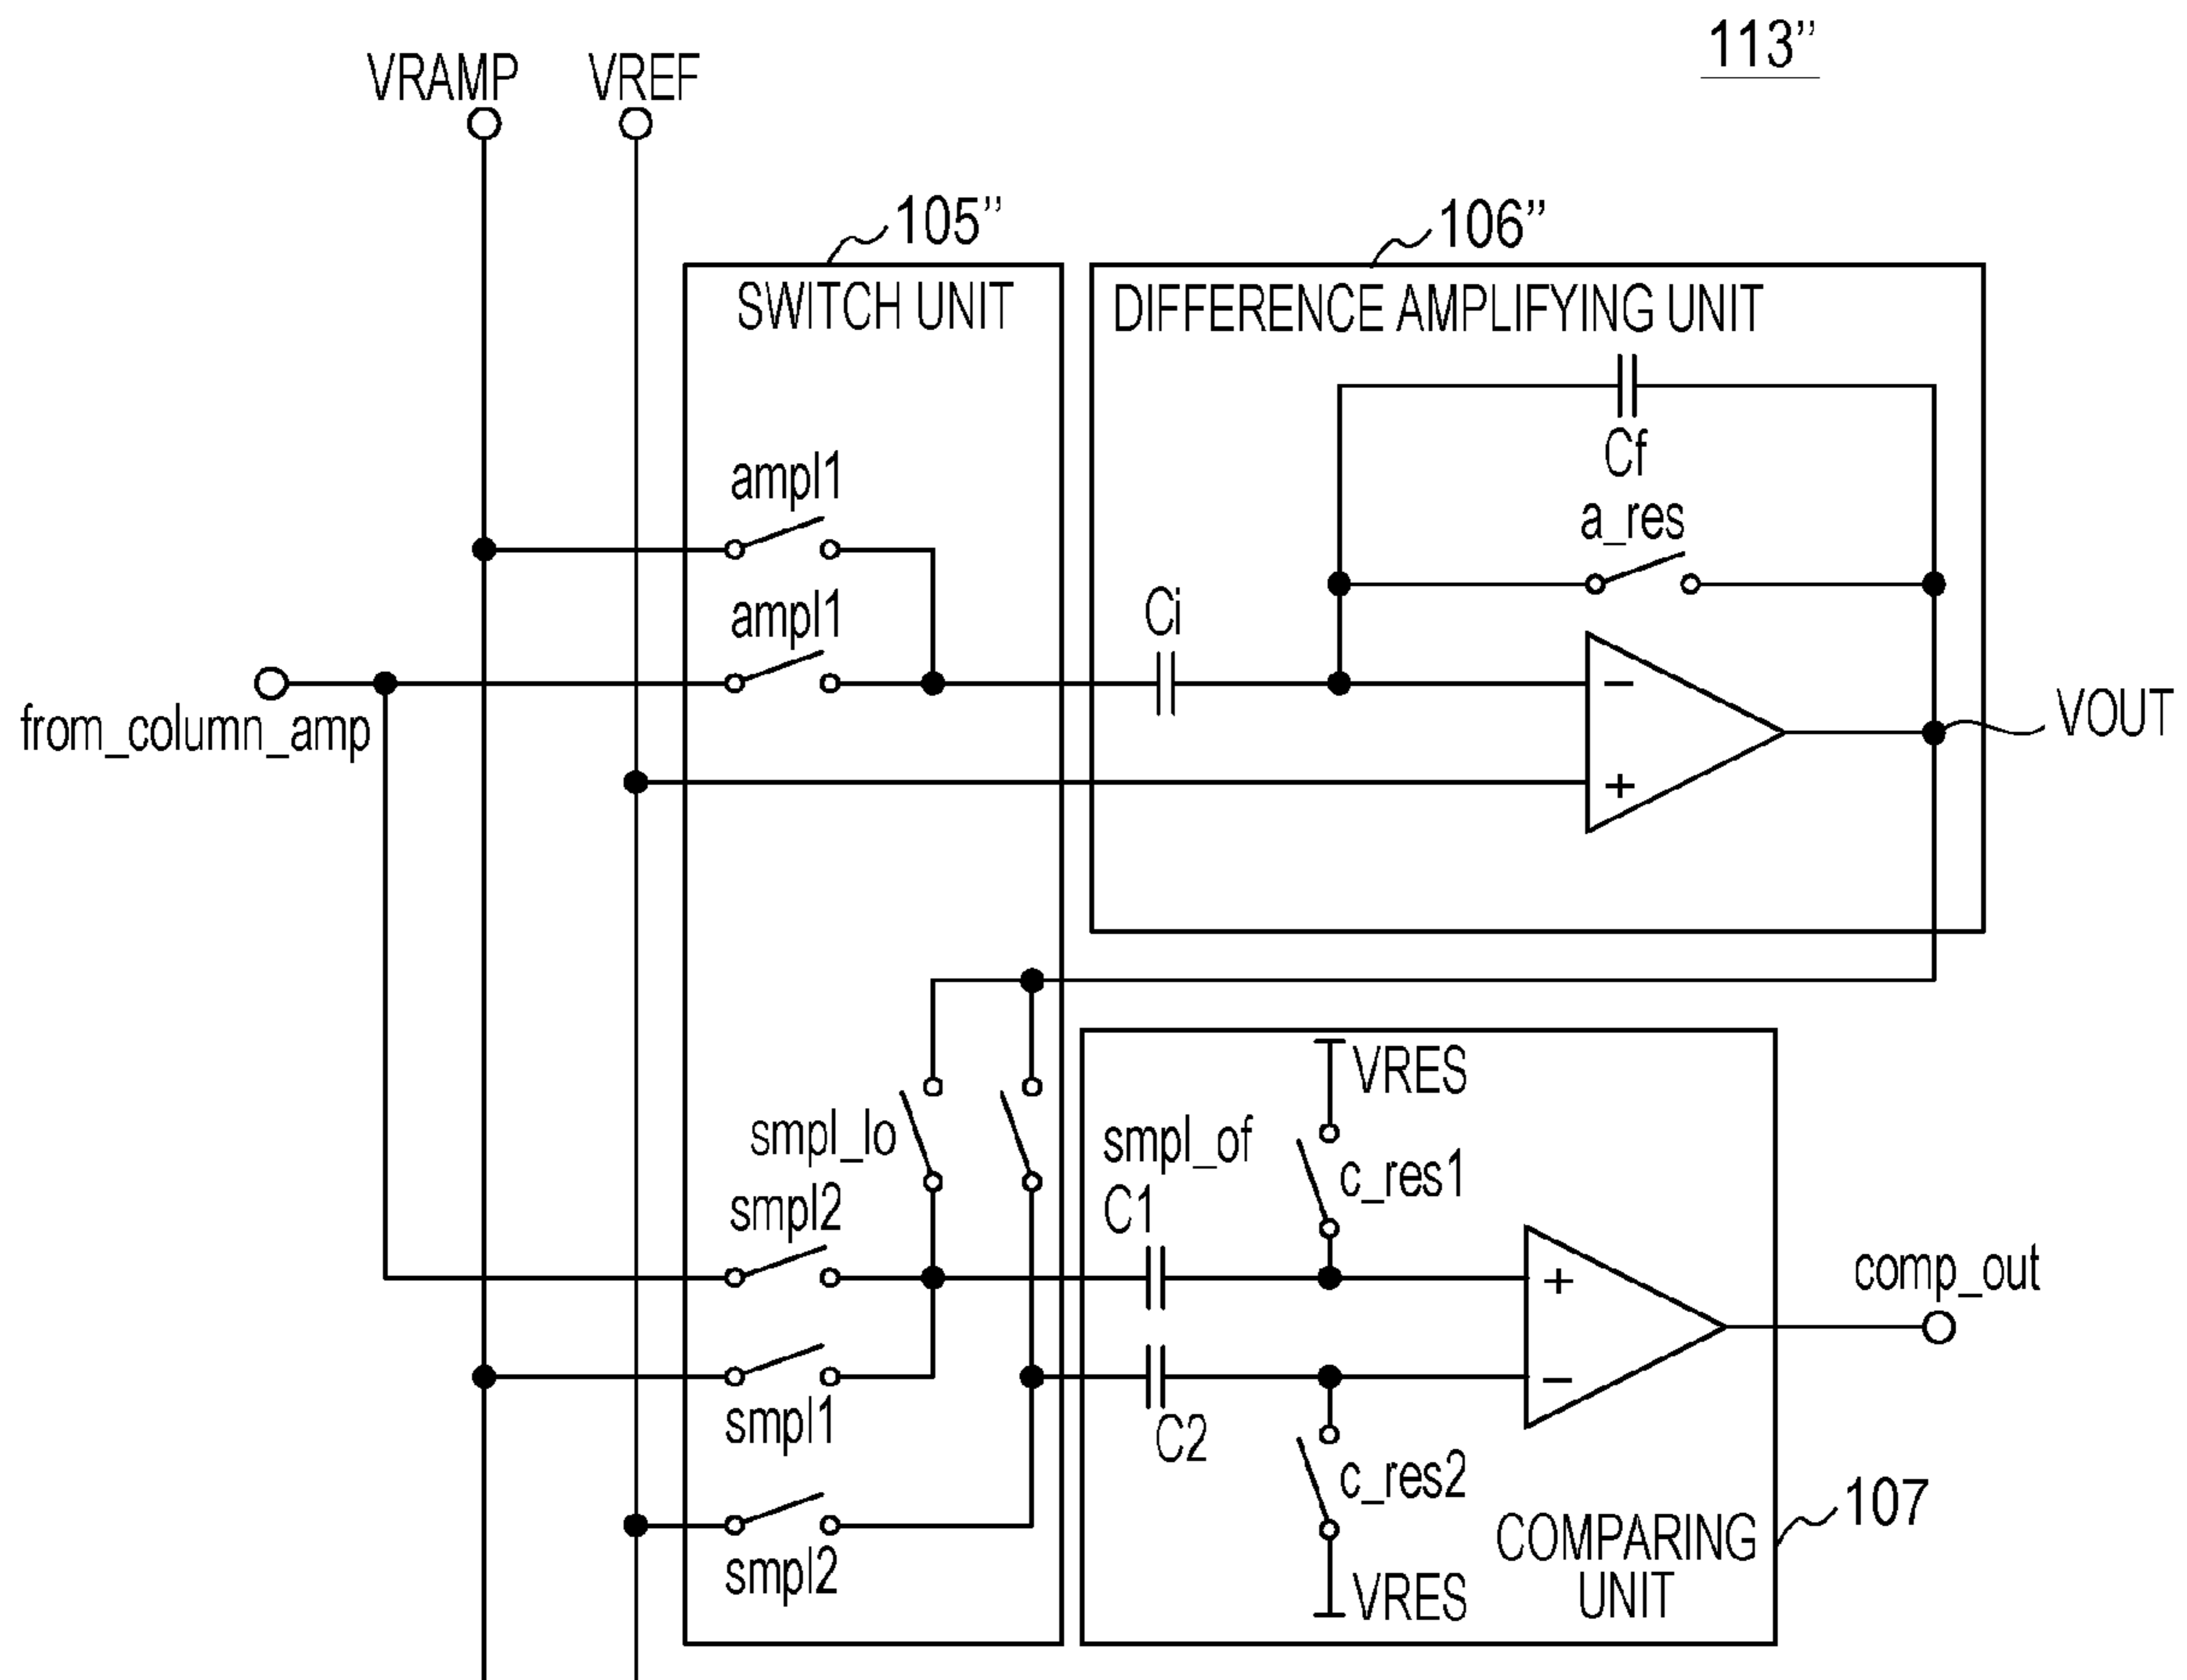 113”
VRAMP
VREF
105”
106”
SWITCH UNIT
DIFFERENCE AMPLIFYING UNIT
Cf
ampl1
a_res
ampl1
Ci
−
from_column_amp
VOUT
+
VRES
smpl_lo
smpl_of
c_res1
smpl2
C1
+
comp_out
−
smpl1
C2
c_res2
107
COMPARING
UNIT
smpl2
VRES